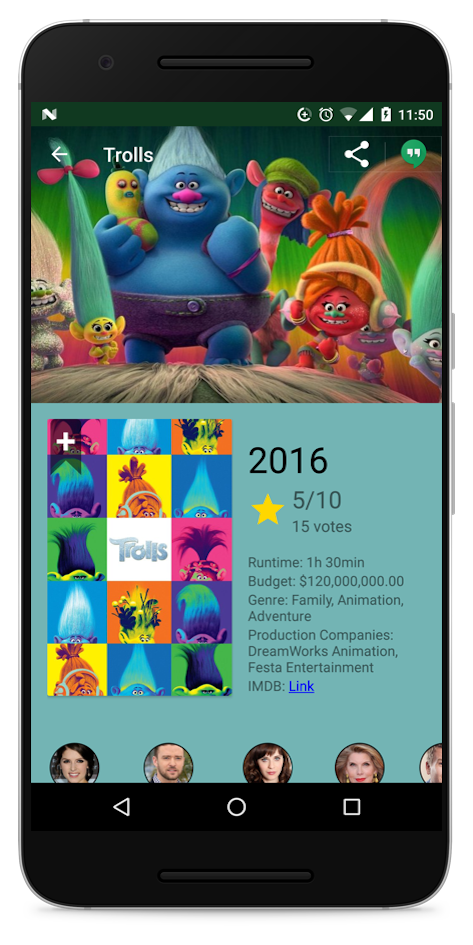 11:50
Trolls
2016
5/10
15 votes
Trolls
Runtime: 1h 30min
Budget: $120,000,000.00
Genre: Family, Animation,
Adventure
Production Companies:
DreamWorks Animation,
Festa Entertainment
IMDB: Link